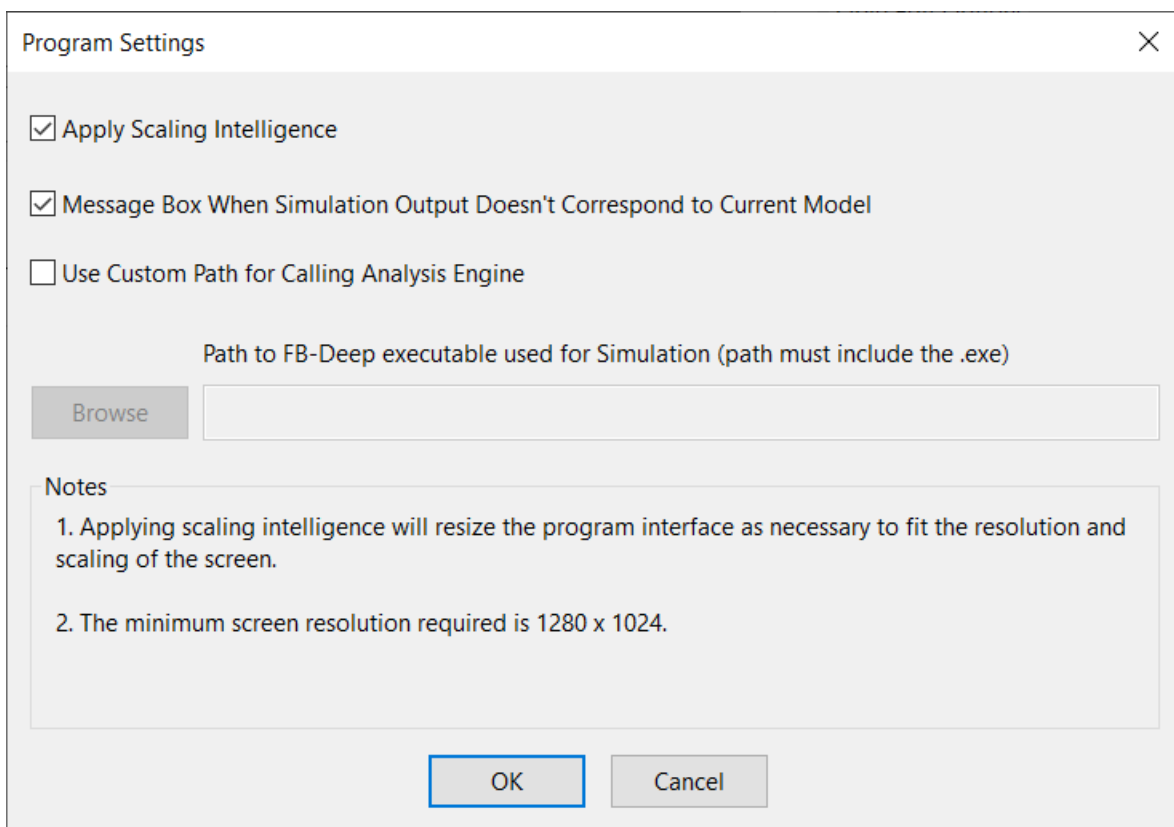 Program Settings
Apply Scaling Intelligence
Message Box When Simulation Output Doesn't Correspond to Current Model
Use Custom Path for Calling Analysis Engine
Path to FB-Deep executable used for Simulation (path must include the .exe)
Browse
Notes
1. Applying scaling intelligence will resize the program interface as necessary to fit the resolution and
scaling of the screen.
2. The minimum screen resolution required is 1280 x 1024.
OK
Cancel